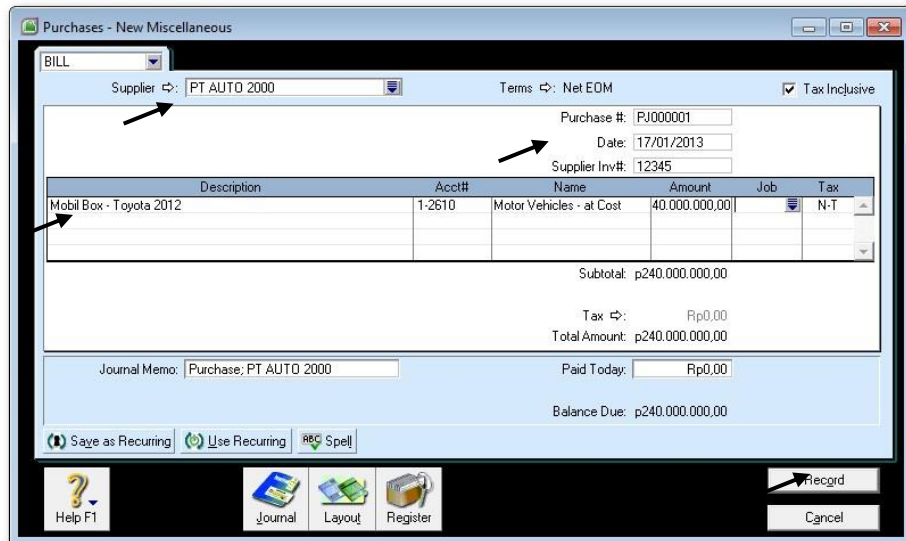 Purchases - New Miscellaneous
BILL
Supplier ⇨: PT AUTO 2000 Terms ⇨: Net EOM Tax Inclusive
Purchase #: PJ000001
Date: 17/01/2013
Supplier Inv#: 12345
Description Acct# Name Amount Job Tax
Mobil Box - Toyota 2012 1-2610 Motor Vehicles - at Cost 40.000.000,00 N-T
Subtotal: p240.000.000,00
Tax ⇨: Rp0,00
Total Amount: p240.000.000,00
Journal Memo: Purchase; PT AUTO 2000 Paid Today: Rp0,00
Balance Due: p240.000.000,00
Save as Recurring Use Recurring ABC Spell
Record
Help F1 Journal Layout Register Cancel